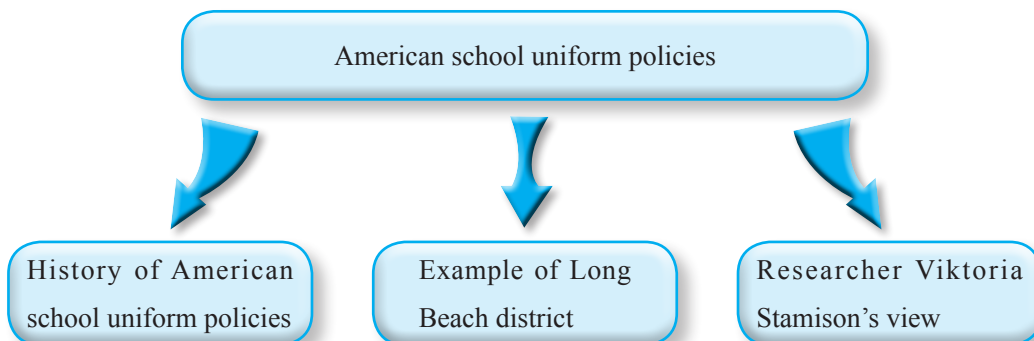 American school uniform policies
History of American
school uniform policies
Example of Long
Beach district
Researcher Viktoria
Stamison's view